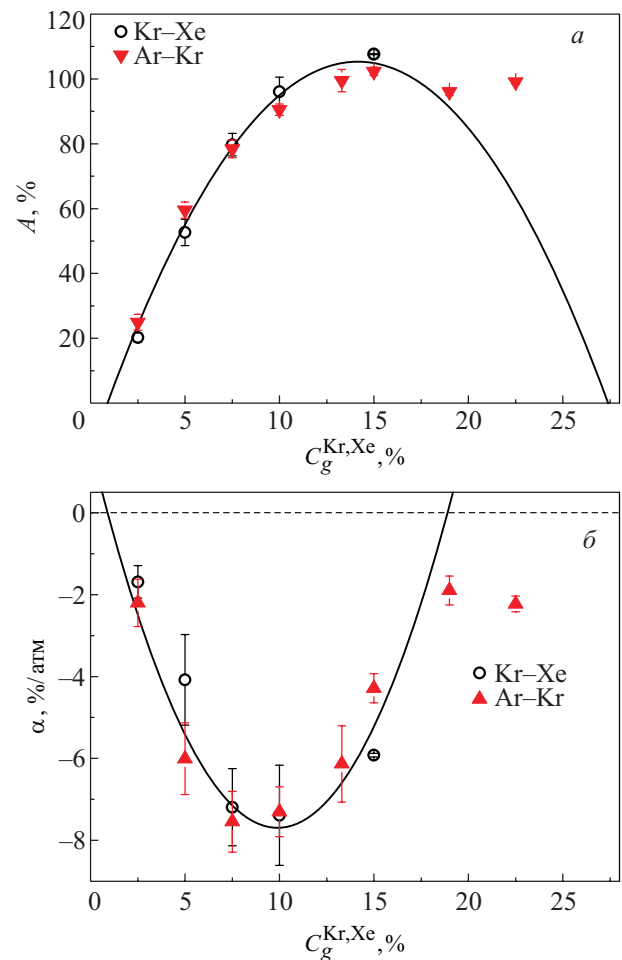 а
Kr–Xe
Ar–Kr
120
100
80
60
40
20
0
A, %
0 5 10 15 20 25
C_g^{Kr,Xe}, %
б
0
–2
–4
–6
–8
α, %/атм
Kr–Xe
Ar–Kr
0 5 10 15 20 25
C_g^{Kr,Xe}, %